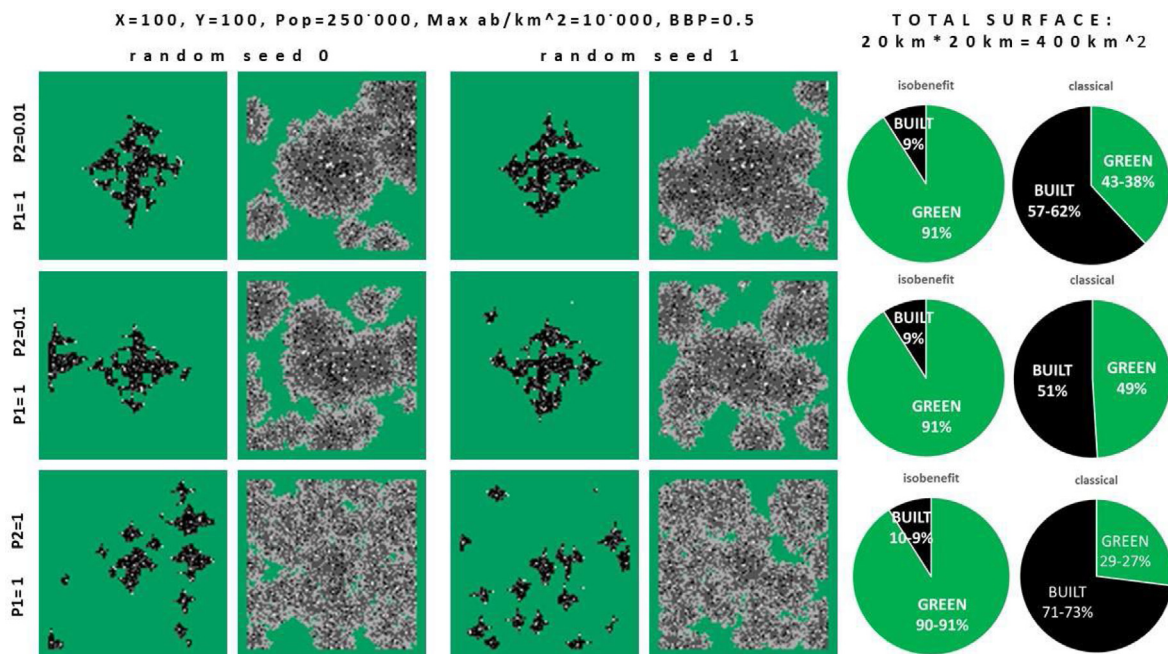 X=100, Y=100, Pop=250˙000, Max ab/km^2=10˙000, BBP=0.5
TOTAL SURFACE:
20km*20km=400km^2
random seed 0
random seed 1
P1= 1 P2=0.01
isobenefit
BUILT
9%
GREEN
91%
classical
GREEN
43-38%
BUILT
57-62%
P1= 1 P2=0.1
isobenefit
BUILT
9%
GREEN
91%
classical
BUILT
51%
GREEN
49%
P1= 1 P2=1
isobenefit
BUILT
10-9%
GREEN
90-91%
classical
GREEN
29-27%
BUILT
71-73%